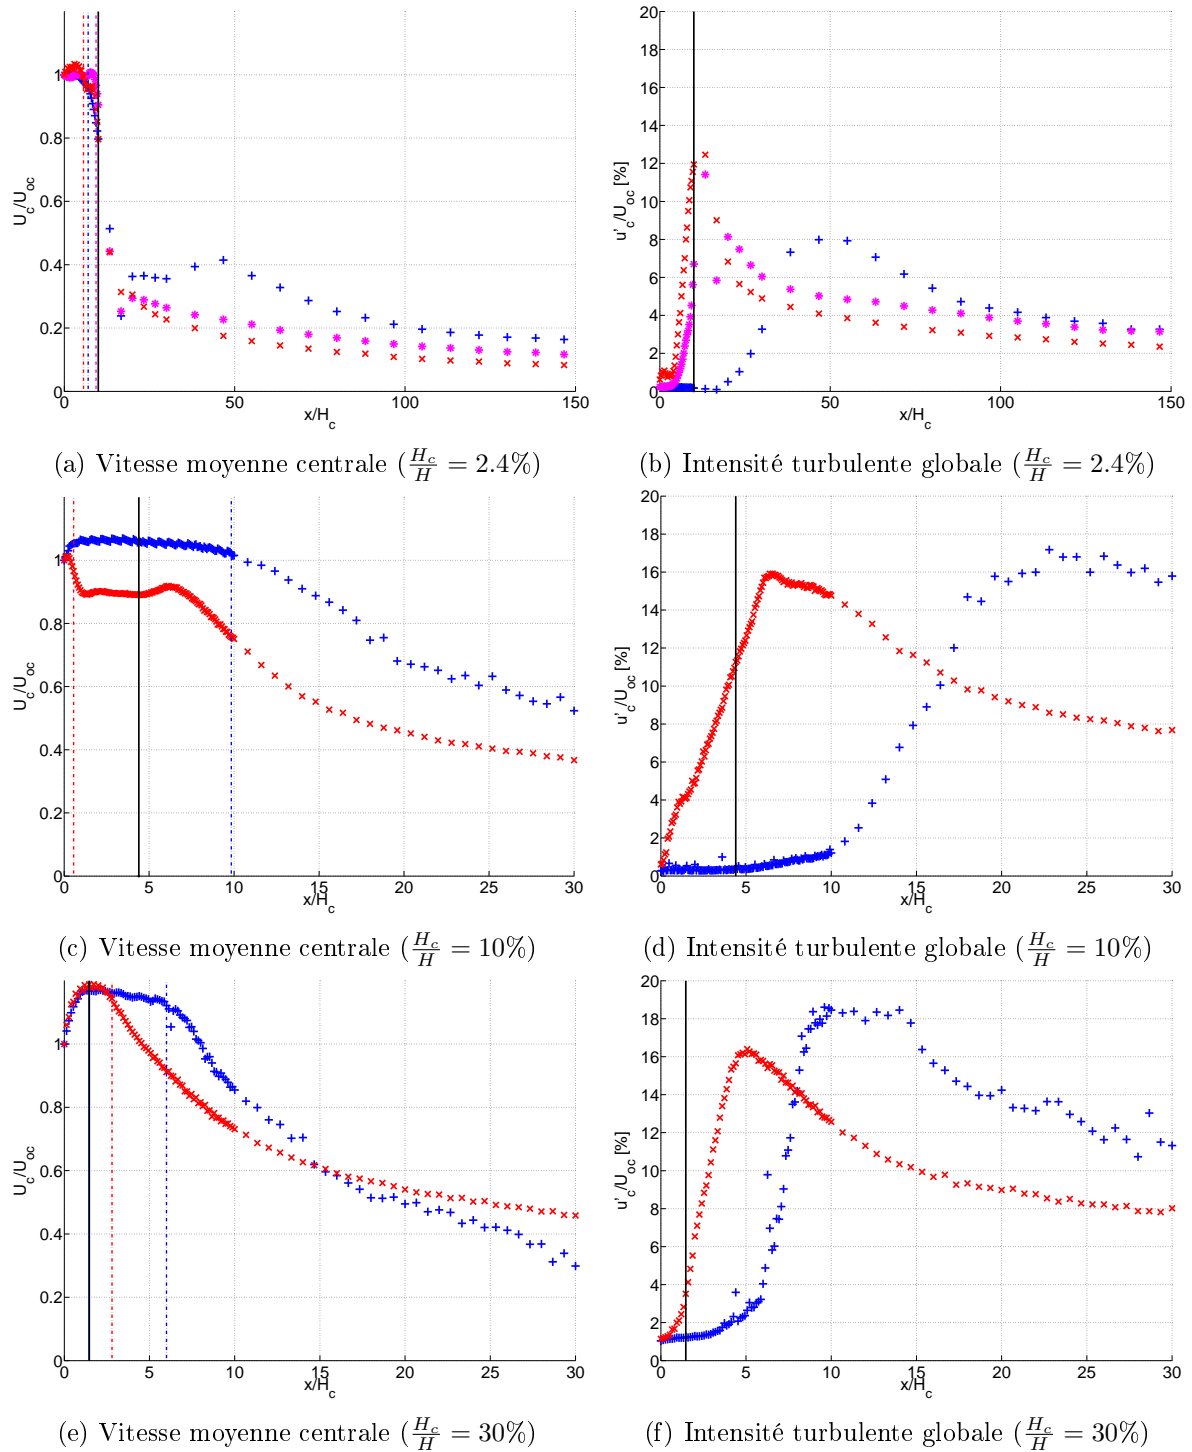 1
0.8
0.6
0.4
0.2
0
0 50 100 150
U_c/U_oc
x/H_c
20
18
16
14
12
10
8
6
4
2
0
0 50 100 150
u'_c/U_oc [%]
x/H_c
(a) Vitesse moyenne centrale (H_c/H = 2.4%)
(b) Intensité turbulente globale (H_c/H = 2.4%)
1
0.8
0.6
0.4
0.2
0
0 5 10 15 20 25 30
U_c/U_oc
x/H_c
20
18
16
14
12
10
8
6
4
2
0
0 5 10 15 20 25 30
u'_c/U_oc [%]
x/H_c
(c) Vitesse moyenne centrale (H_c/H = 10%)
(d) Intensité turbulente globale (H_c/H = 10%)
1
0.8
0.6
0.4
0.2
0
0 5 10 15 20 25 30
U_c/U_oc
x/H_c
20
18
16
14
12
10
8
6
4
2
0
0 5 10 15 20 25 30
u'_c/U_oc [%]
x/H_c
(e) Vitesse moyenne centrale (H_c/H = 30%)
(f) Intensité turbulente globale (H_c/H = 30%)